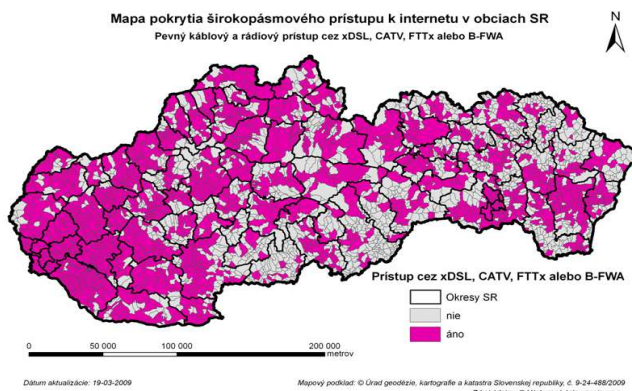 Mapa pokrytia širokopásmového prístupu k internetu v obciach SR
Pevný káblový a rádiový prístup cez xDSL, CATV, FTTx alebo B-FWA
N
Prístup cez xDSL, CATV, FTTx alebo B-FWA
Okresy SR
nie
áno
0 50 000 100 000 200 000
metrov
Dátum aktualizácie: 19-03-2009
Mapový podklad: © Úrad geodézie, kartografie a katastra Slovenskej republiky, č. 9-24-488/2009